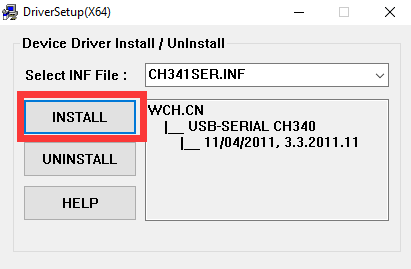 DriverSetup(X64)
Device Driver Install / UnInstall
Select INF File :
CH341SER.INF
INSTALL
UNINSTALL
HELP
WCH.CN
|__ USB-SERIAL CH340
|__ 11/04/2011, 3.3.2011.11